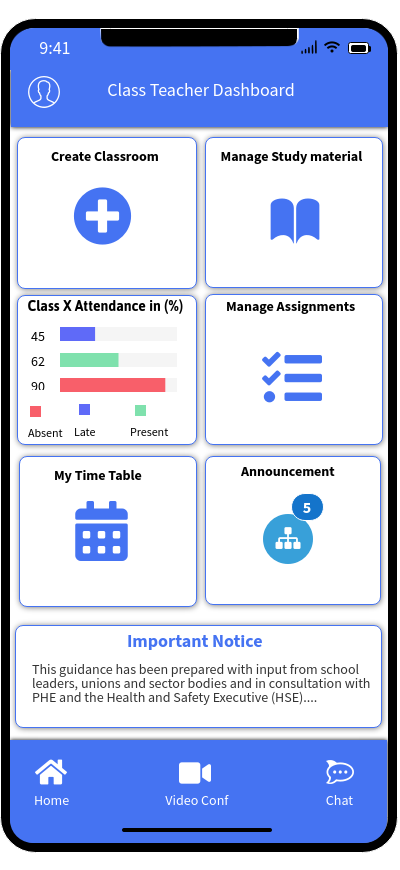 9:41
Class Teacher Dashboard
Create Classroom
Manage Study material
Class X Attendance in (%)
45
62
90
Absent Late Present
Manage Assignments
My Time Table
Announcement
5
Important Notice
This guidance has been prepared with input from school
leaders, unions and sector bodies and in consultation with
PHE and the Health and Safety Executive (HSE)....
Home Video Conf Chat